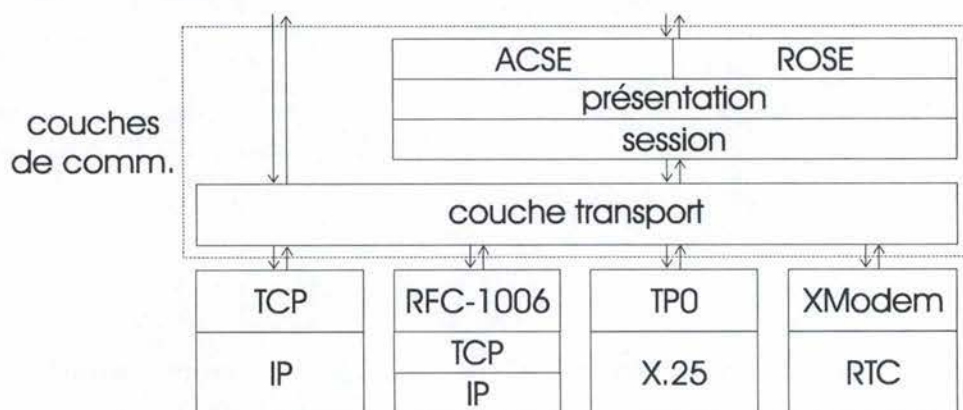 ACSE ROSE
présentation
couches
de comm.
session
couche transport
TCP RFC-1006 TP0 XModem
IP TCP X.25 RTC
IP